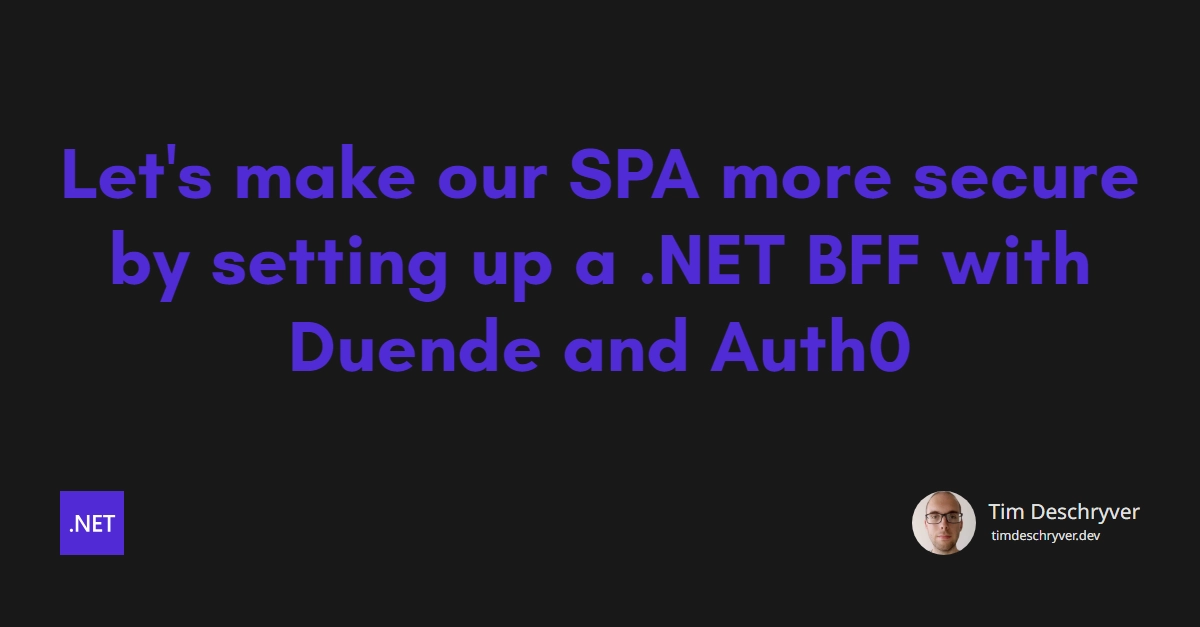 Let's make our SPA more secure
by setting up a .NET BFF with
Duende and Auth0
.NET
Tim Deschryver
timdeschryver.dev